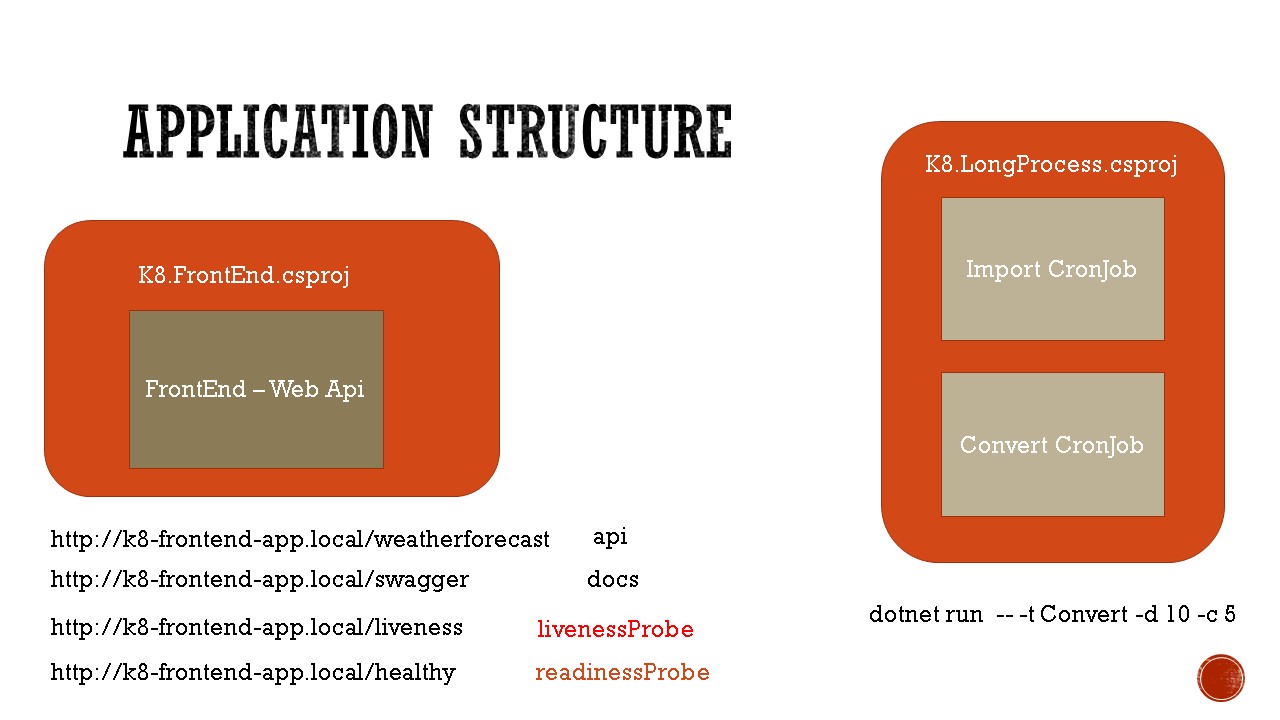 APPLICATION STRUCTURE
K8.FrontEnd.csproj
FrontEnd – Web Api
http://k8-frontend-app.local/weatherforecast api
http://k8-frontend-app.local/swagger docs
http://k8-frontend-app.local/liveness livenessProbe
http://k8-frontend-app.local/healthy readinessProbe
K8.LongProcess.csproj
Import CronJob
Convert CronJob
dotnet run -- -t Convert -d 10 -c 5